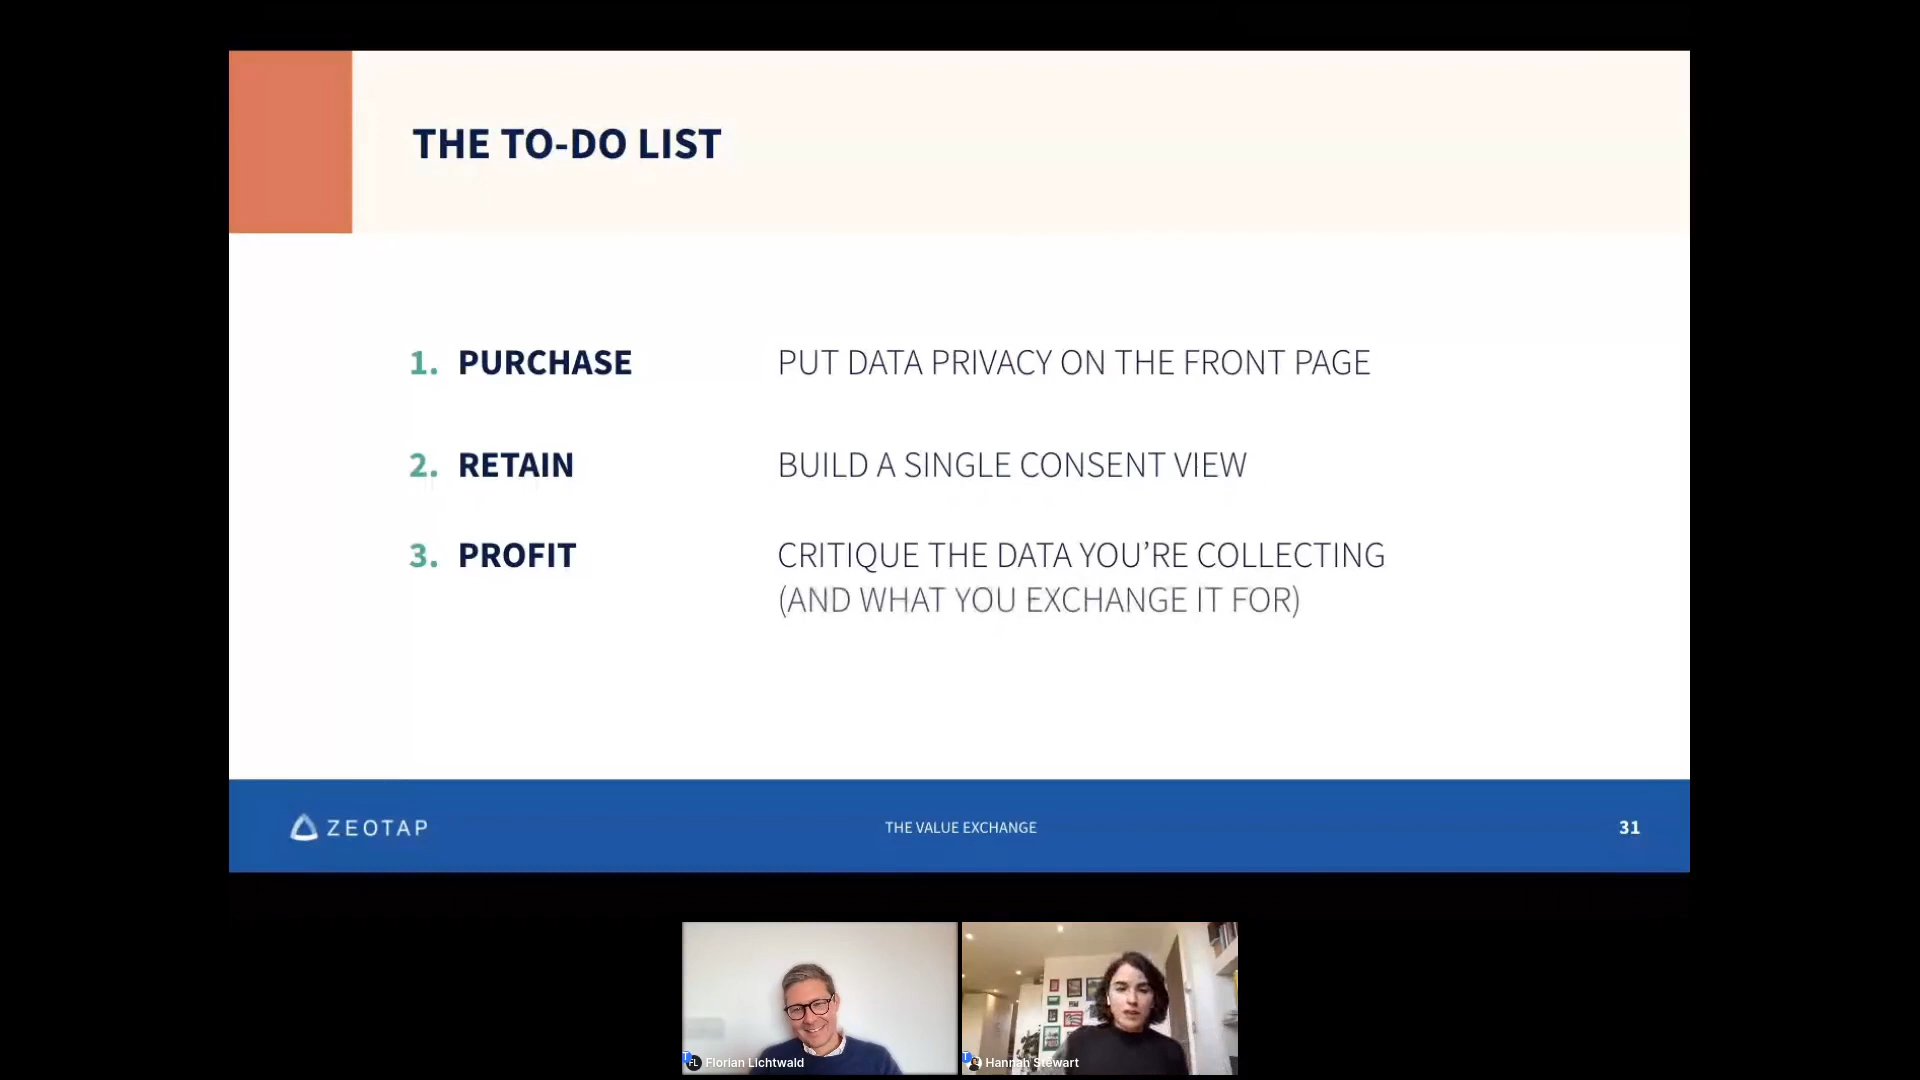 THE TO-DO LIST
1. PURCHASE PUT DATA PRIVACY ON THE FRONT PAGE
2. RETAIN BUILD A SINGLE CONSENT VIEW
3. PROFIT CRITIQUE THE DATA YOU'RE COLLECTING
(AND WHAT YOU EXCHANGE IT FOR)
ZEOTAP THE VALUE EXCHANGE 31
T FL Florian Lichtwald
T Hannah Stewart